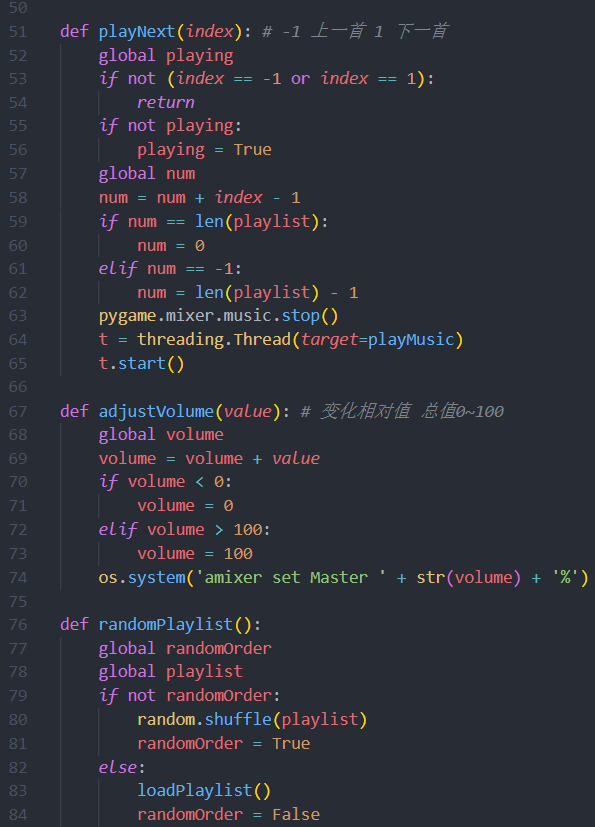 50
51 def playNext(index): # -1 上一首 1 下一首
52 global playing
53 if not (index == -1 or index == 1):
54 return
55 if not playing:
56 playing = True
57 global num
58 num = num + index - 1
59 if num == len(playlist):
60 num = 0
61 elif num == -1:
62 num = len(playlist) - 1
63 pygame.mixer.music.stop()
64 t = threading.Thread(target=playMusic)
65 t.start()
66
67 def adjustVolume(value): # 变化相对值 总值0~100
68 global volume
69 volume = volume + value
70 if volume < 0:
71 volume = 0
72 elif volume > 100:
73 volume = 100
74 os.system('amixer set Master ' + str(volume) + '%')
75
76 def randomPlaylist():
77 global randomOrder
78 global playlist
79 if not randomOrder:
80 random.shuffle(playlist)
81 randomOrder = True
82 else:
83 loadPlaylist()
84 randomOrder = False